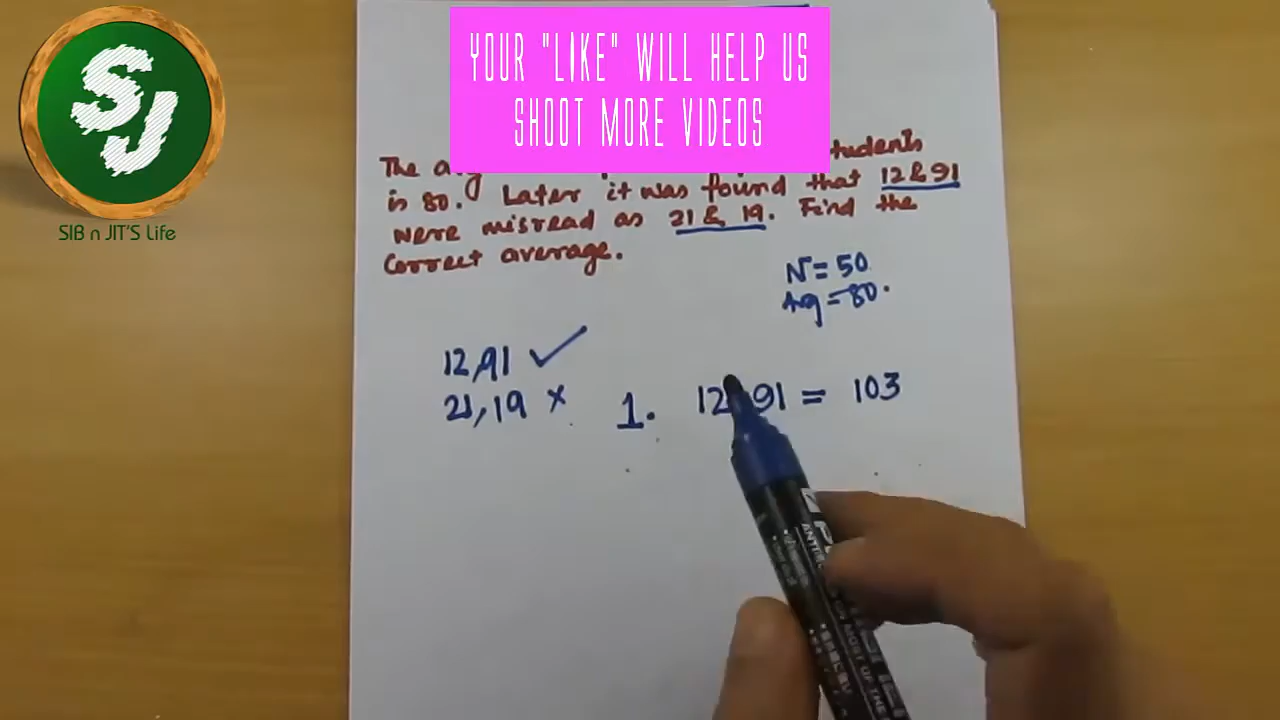 YOUR "LIKE" WILL HELP US
SHOOT MORE VIDEOS
SJ
SIB n JIT'S Life
The students
is 80. Later it was found that 12 & 91
were misread as 21 & 19. Find the
Correct average.
N = 50
Avg = 80.
12,91 ✓
21,19 ×
1. 12 91 = 103